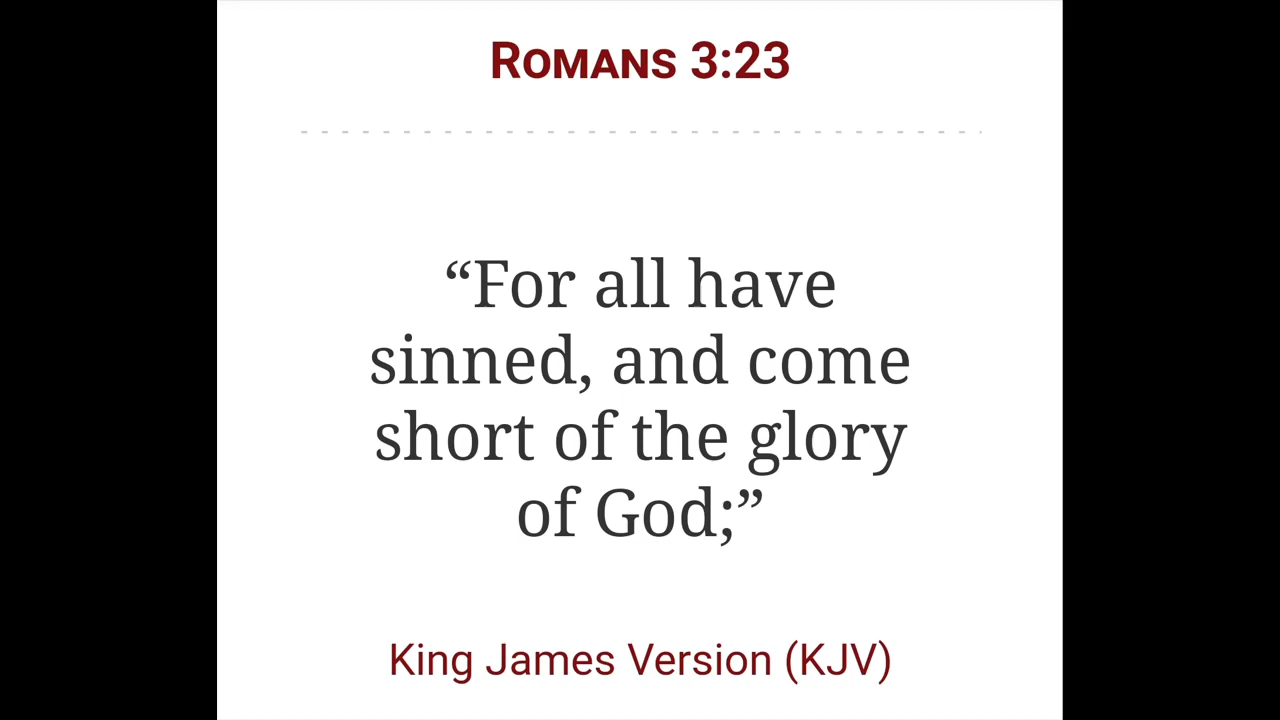 Romans 3:23
“For all have
sinned, and come
short of the glory
of God;”
King James Version (KJV)